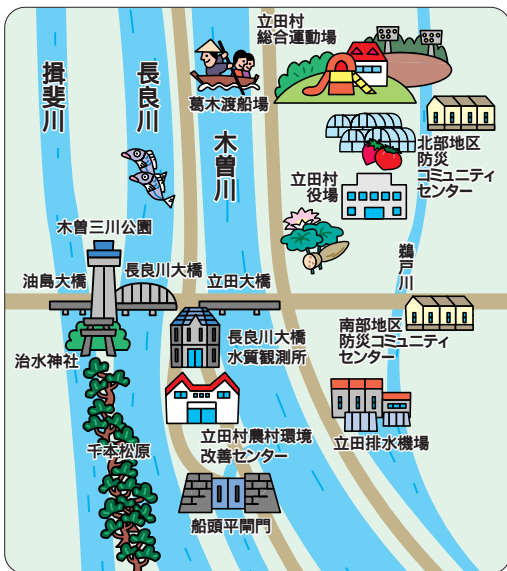 立田村
総合運動場
揖斐川
長良川
葛木渡船場
木曽川
北部地区
防災
コミュニティ
センター
立田村
役場
木曽三川公園
鵜戸川
油島大橋
長良川大橋
立田大橋
長良川大橋
水質観測所
南部地区
防災コミュニティ
センター
治水神社
立田村農村環境
改善センター
立田排水機場
千本松原
船頭平閘門